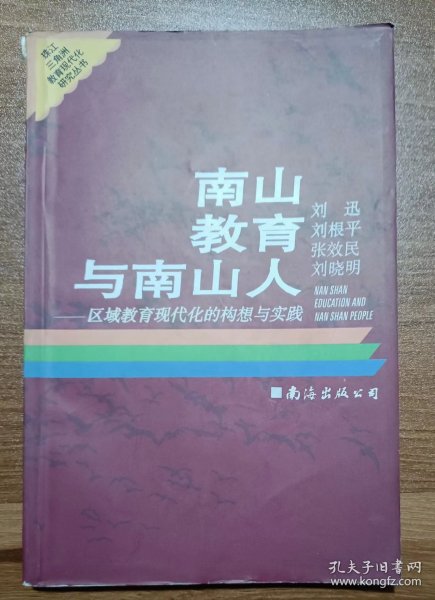 珠江
三角洲
教育现代化
研究丛书
南山
教育
与南山人
——区域教育现代化的构想与实践
刘 迅
刘根平
张效民
刘晓明
NAN SHAN
EDUCATION AND
NAN SHAN PEOPLE
南海出版公司
孔夫子旧书网
www.kongfz.com